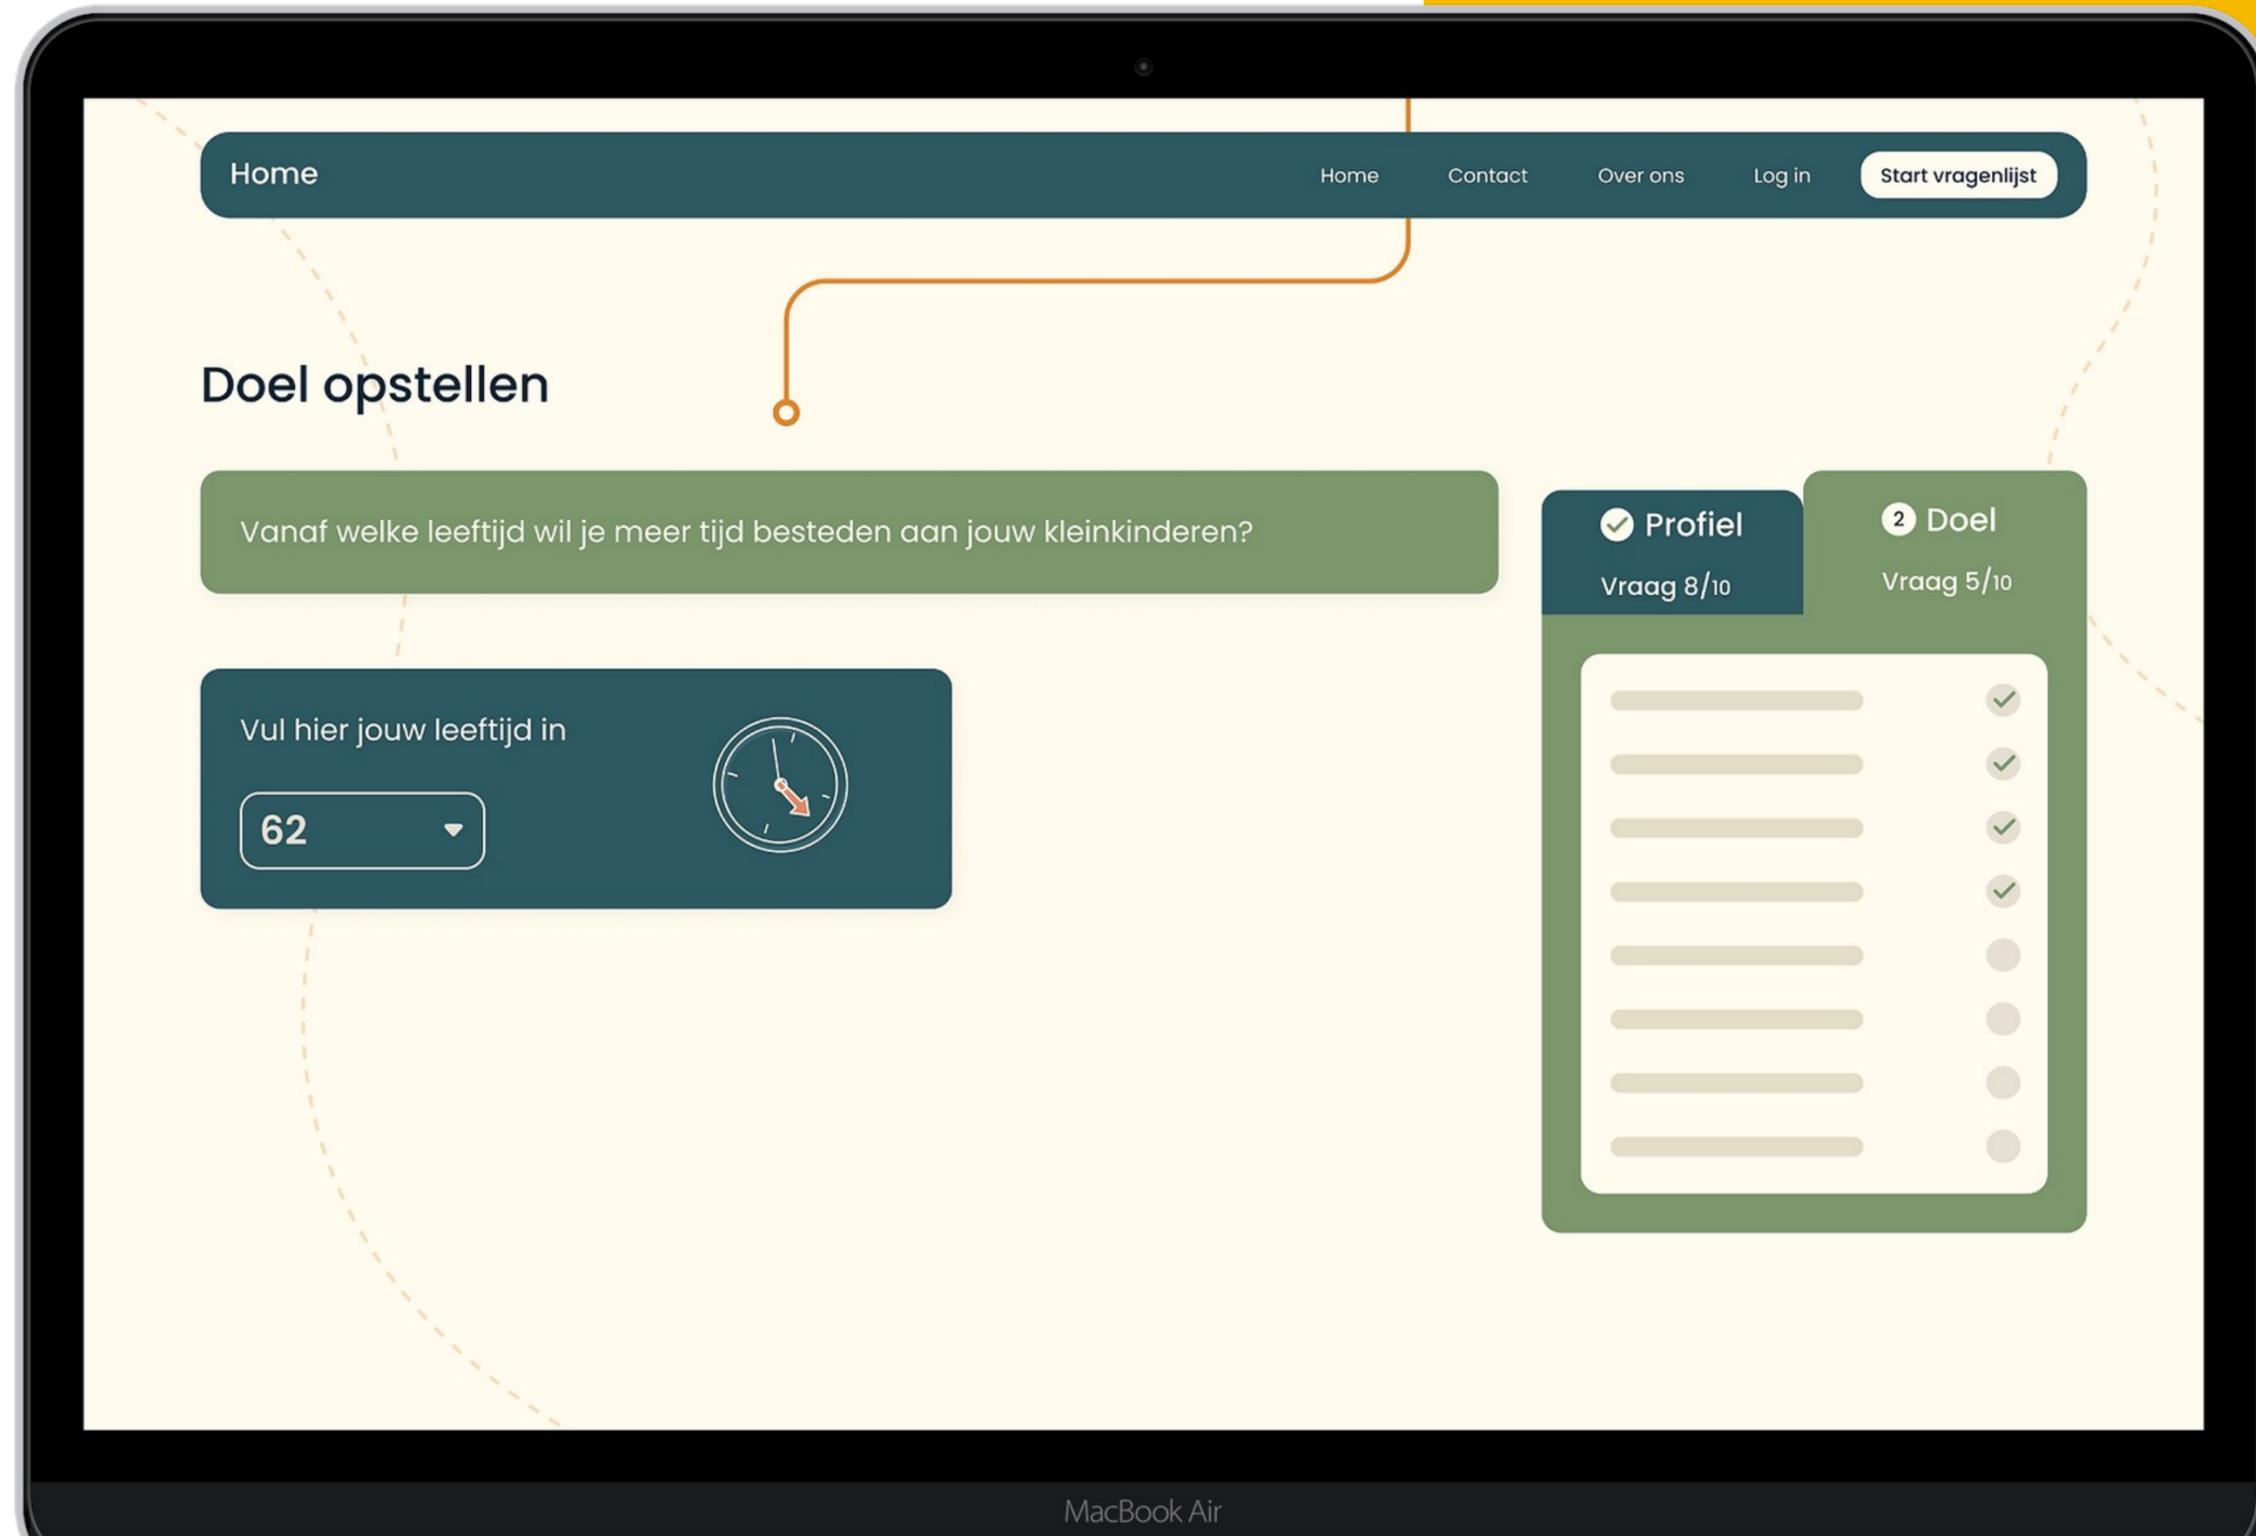 Home
Home Contact Over ons Log in Start vragenlijst
Doel opstellen
Vanaf welke leeftijd wil je meer tijd besteden aan jouw kleinkinderen?
Profiel
Vraag 8/10
2 Doel
Vraag 5/10
Vul hier jouw leeftijd in
62
MacBook Air